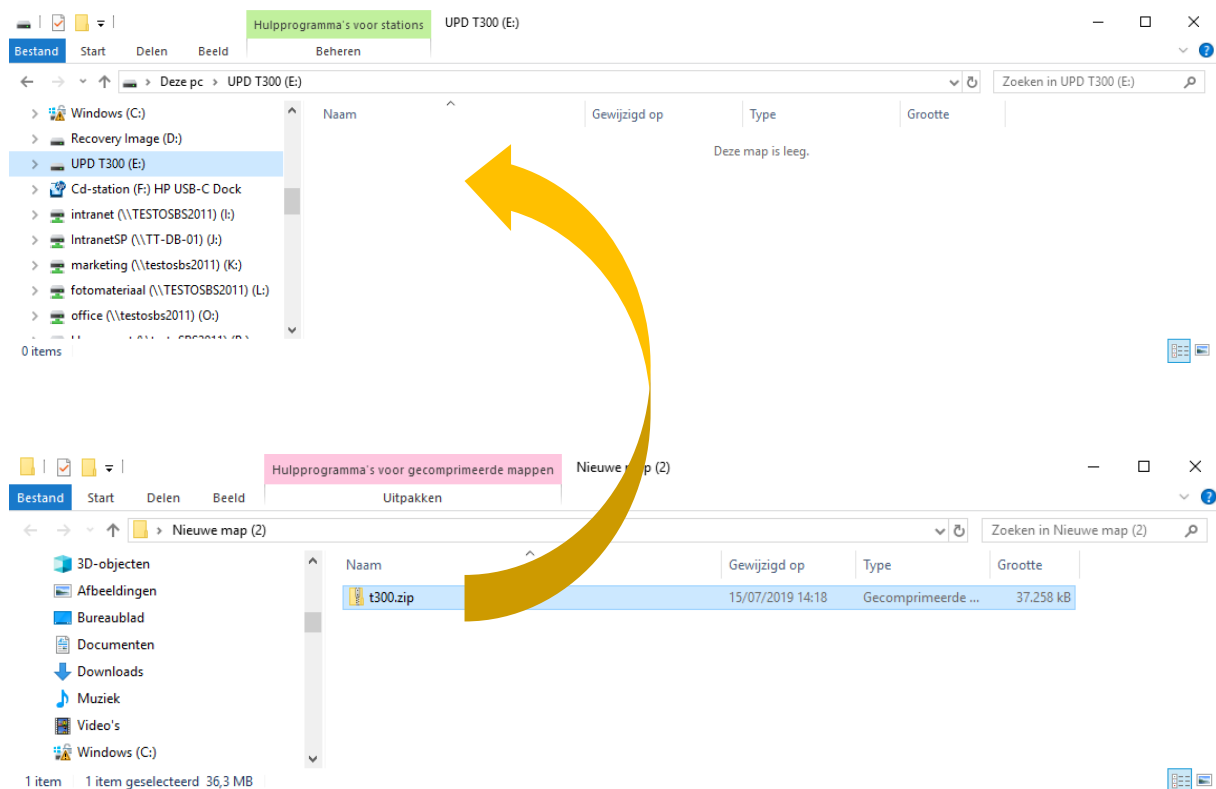 Hulpprogramma's voor stations UPD T300 (E:)
Bestand Start Delen Beeld Beheren
Deze pc > UPD T300 (E:) Zoeken in UPD T300 (E:)
Windows (C:) Naam Gewijzigd op Type Grootte
Recovery Image (D:)
Deze map is leeg.
UPD T300 (E:)
Cd-station (F:) HP USB-C Dock
intranet (\\TESTOSBS2011) (I:)
IntranetSP (\\TT-DB-01) (J:)
marketing (\\testosbs2011) (K:)
fotomateriaal (\\TESTOSBS2011) (L:)
office (\\testosbs2011) (O:)
0 items
Hulpprogramma's voor gecomprimeerde mappen Nieuwe (2)
Bestand Start Delen Beeld Uitpakken
Nieuwe map (2) Zoeken in Nieuwe map (2)
3D-objecten Naam Gewijzigd op Type Grootte
Afbeeldingen t300.zip 15/07/2019 14:18 Gecomprimeerde ... 37.258 kB
Bureaublad
Documenten
Downloads
Muziek
Video's
Windows (C:)
1 item 1 item geselecteerd 36,3 MB